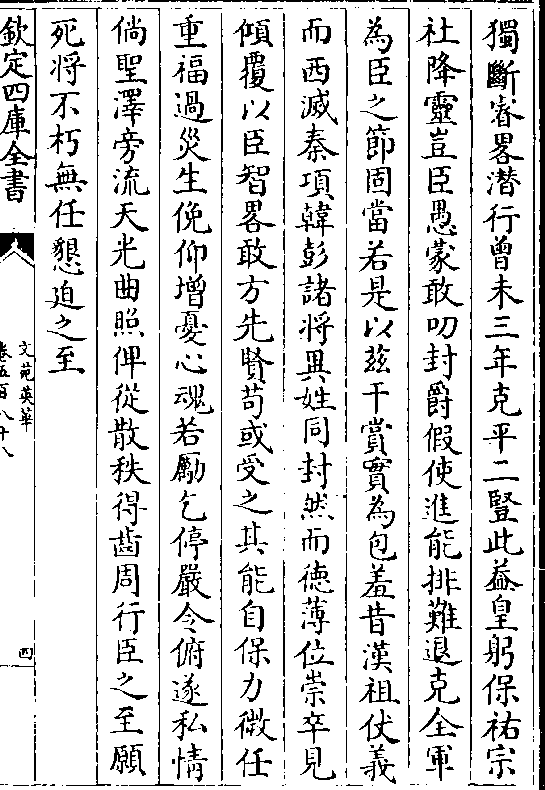 獨斷睿畧潛行曾未三年克平二豎此葢皇躬保祐宗
社降靈豈臣愚蒙敢叨封爵假使進能排難退克全軍
為臣之節固當若是以茲干賞實為包羞昔漢祖仗義
而西滅秦項韓彭諸將異姓同封然而徳薄位崇卒見
傾覆以臣智畧敢方先賢苟或受之其能自保力微任
重福過災生俛仰增憂心魂若勵乞停嚴令俯遂私情
倘聖澤旁流天光曲照俾從散秩得齒周行臣之至願
死将不朽無任懇迫之至
欽定四庫全書
文苑英華
卷五百八十八
四